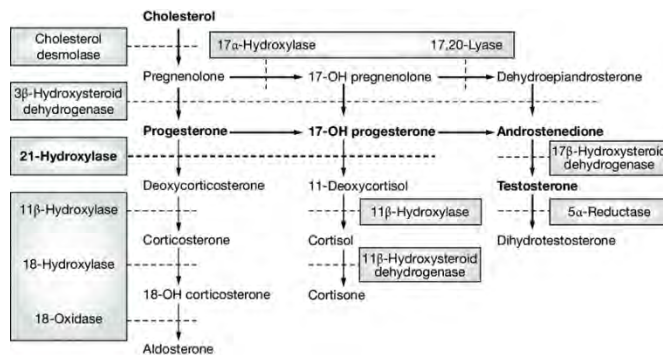 Cholesterol
Cholesterol
desmolase
17α-Hydroxylase
17,20-Lyase
Pregnenolone
17-OH pregnenolone
Dehydroepiandrosterone
3β-Hydroxysteroid
dehydrogenase
Progesterone
17-OH progesterone
Androstenedione
21-Hydroxylase
17β-Hydroxysteroid
dehydrogenase
Deoxycorticosterone
11-Deoxycortisol
Testosterone
11β-Hydroxylase
11β-Hydroxylase
5α-Reductase
Corticosterone
Cortisol
Dihydrotestosterone
18-Hydroxylase
11β-Hydroxysteroid
dehydrogenase
18-OH corticosterone
Cortisone
18-Oxidase
Aldosterone